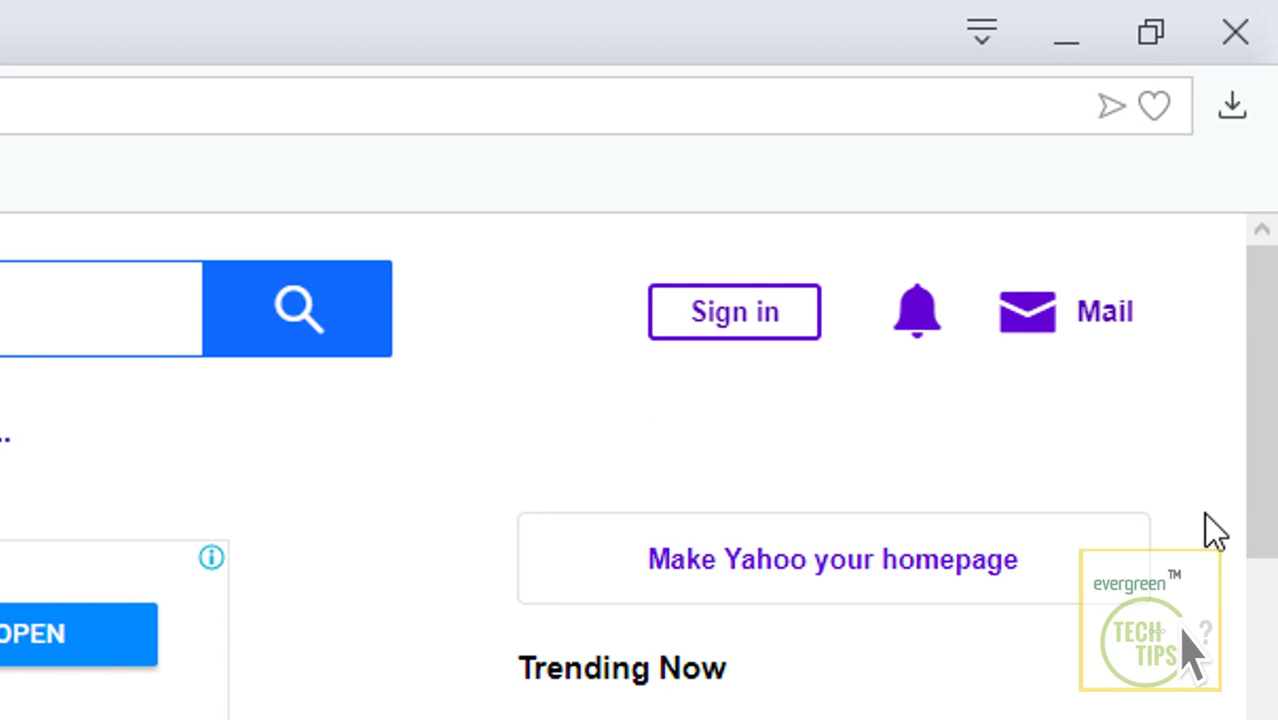 Sign in
Mail
..
Make Yahoo your homepage
evergreen™
OPEN
TECH
TIPS
?
Trending Now